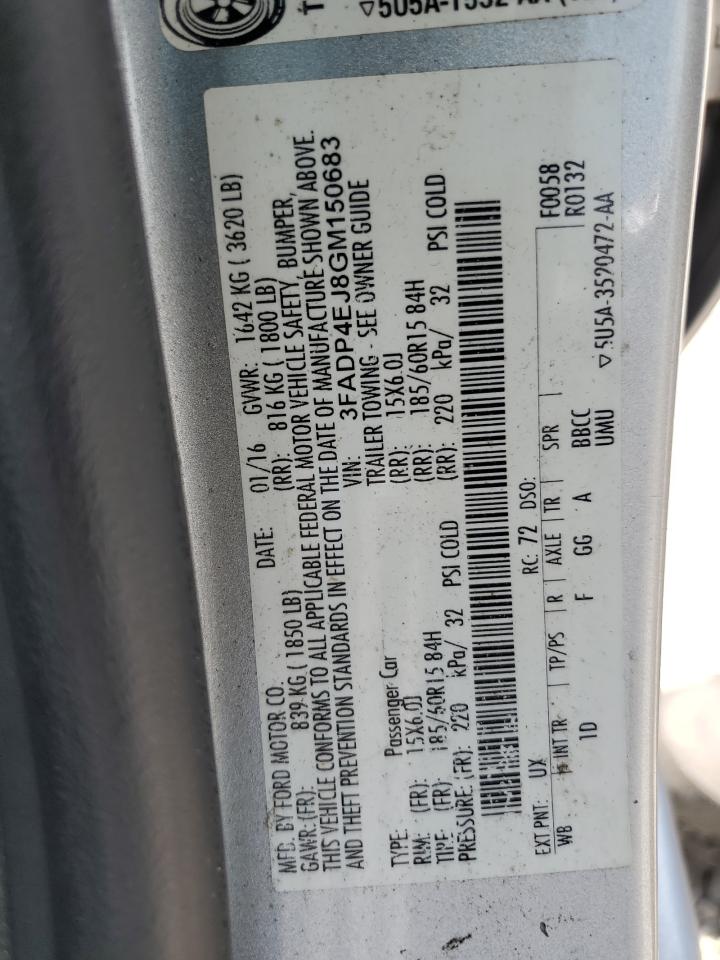 5U5A-1532
MFD. BY FORD MOTOR CO. DATE: 01/16 GVWR: 1642 KG ( 3620 LB)
GAWR: (FR): 839 KG ( 1850 LB) (RR): 816 KG ( 1800 LB)
THIS VEHICLE CONFORMS TO ALL APPLICABLE FEDERAL MOTOR VEHICLE SAFETY, BUMPER,
AND THEFT PREVENTION STANDARDS IN EFFECT ON THE DATE OF MANUFACTURE SHOWN ABOVE.
VIN: 3FADP4EJ8GM150683
TYPE: Passenger Car TRAILER TOWING - SEE OWNER GUIDE
RIM: (FR): 15X6.0J (RR): 15X6.0J
TIRE: (FR): 185/60R15 84H (RR): 185/60R15 84H
PRESSURE: (FR): 220 kPa/ 32 PSI COLD (RR): 220 kPa/ 32 PSI COLD
EXT PNT: UX RC: 72 DSO: F0058
WB INT TR TP/PS R AXLE TR SPR R0132
1D F GG A BBCC
UMU ▽5U5A-3520472-AA